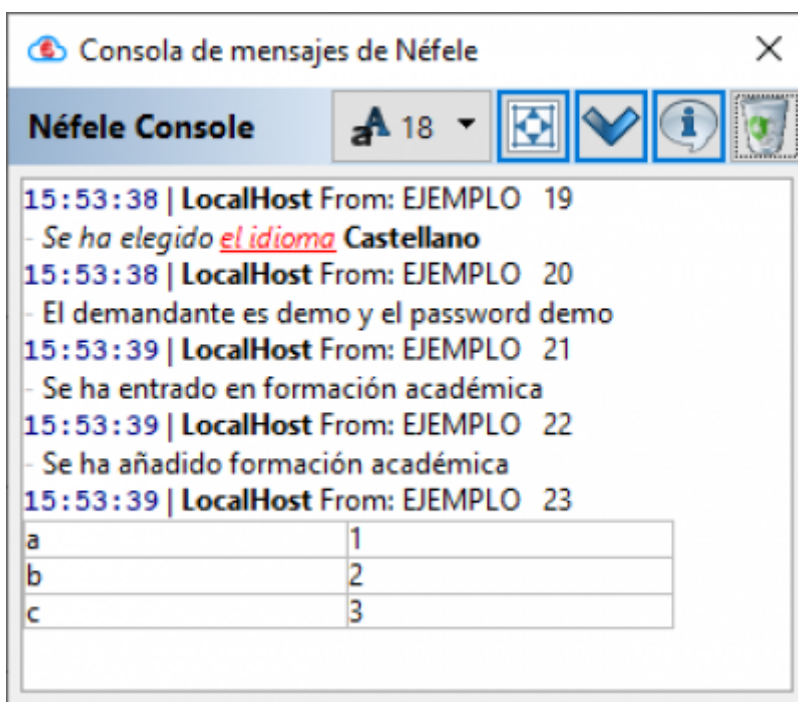 Consola de mensajes de Néfele
Néfele Console
aA 18
15:53:38 | LocalHost From: EJEMPLO 19
- Se ha elegido el idioma Castellano
15:53:38 | LocalHost From: EJEMPLO 20
- El demandante es demo y el password demo
15:53:39 | LocalHost From: EJEMPLO 21
- Se ha entrado en formación académica
15:53:39 | LocalHost From: EJEMPLO 22
- Se ha añadido formación académica
15:53:39 | LocalHost From: EJEMPLO 23
a 1
b 2
c 3